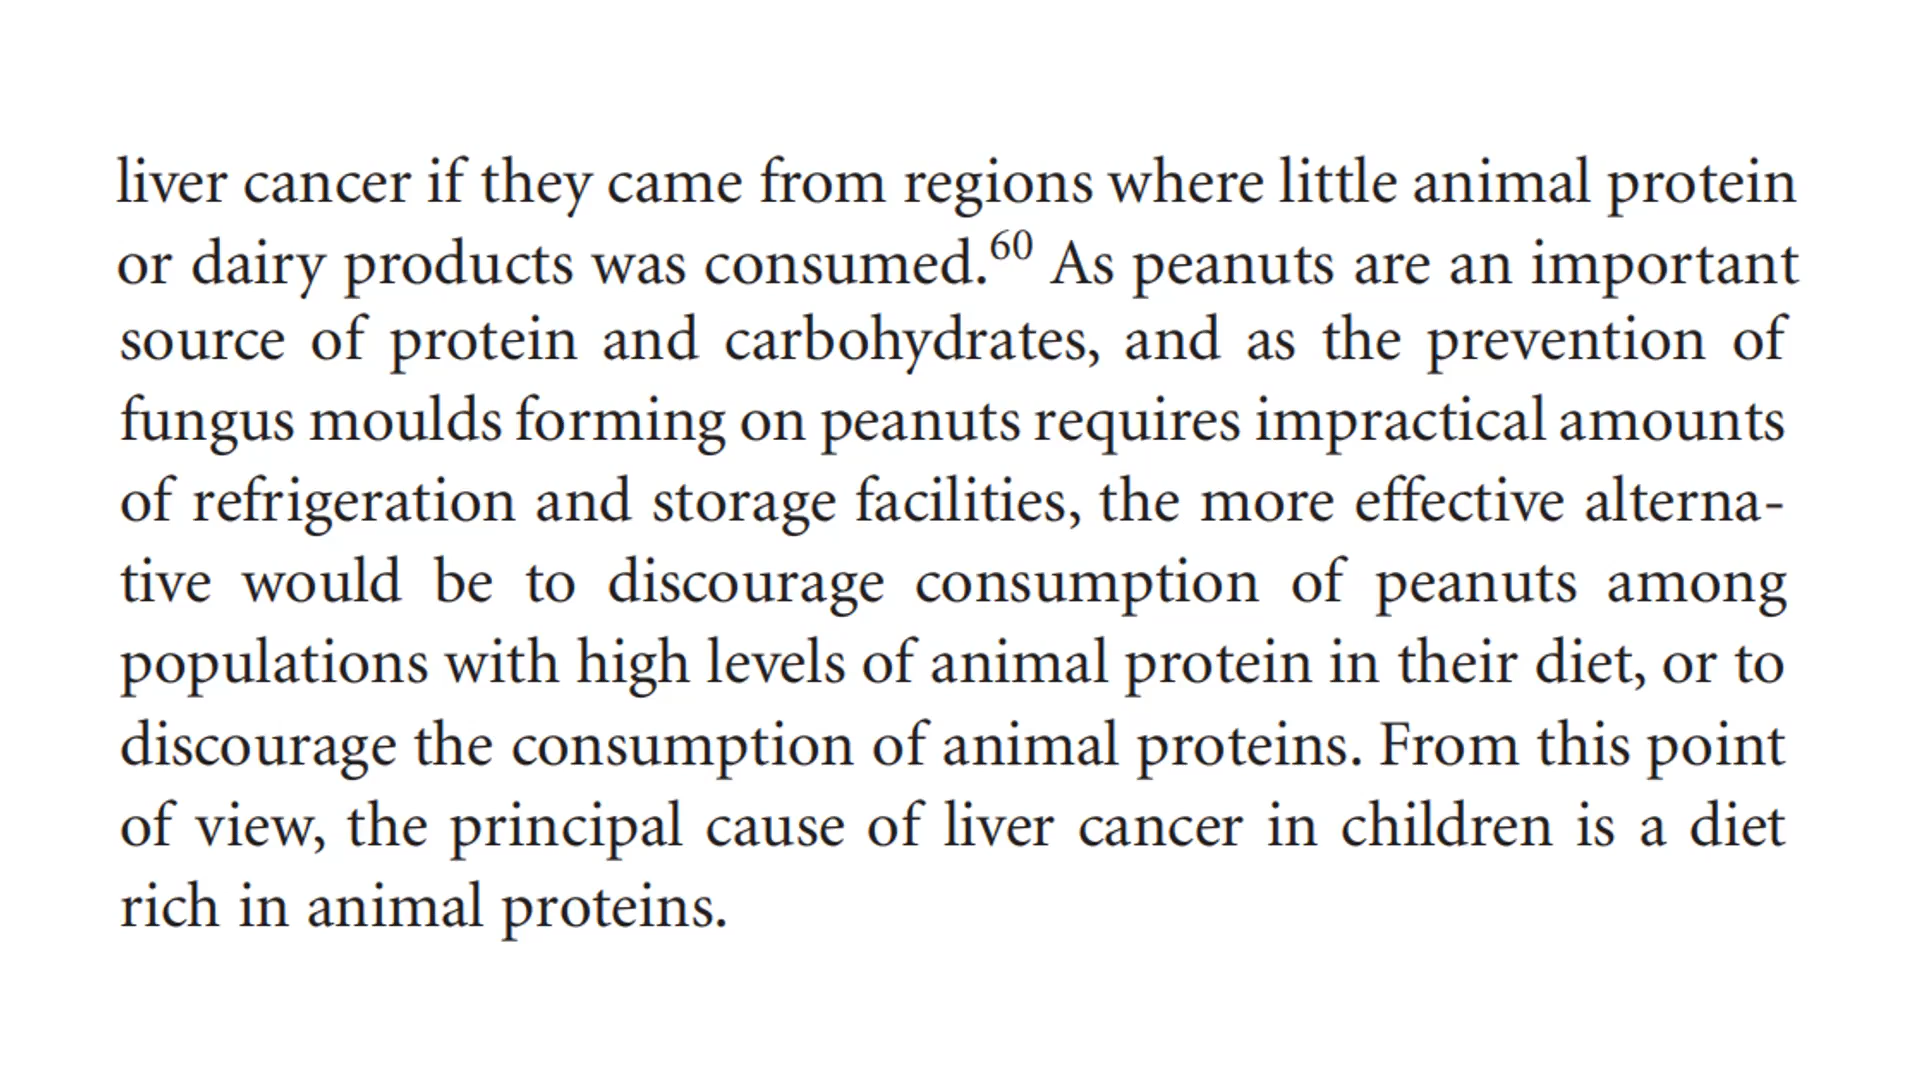 liver cancer if they came from regions where little animal protein
or dairy products was consumed.60 As peanuts are an important
source of protein and carbohydrates, and as the prevention of
fungus moulds forming on peanuts requires impractical amounts
of refrigeration and storage facilities, the more effective alterna-
tive would be to discourage consumption of peanuts among
populations with high levels of animal protein in their diet, or to
discourage the consumption of animal proteins. From this point
of view, the principal cause of liver cancer in children is a diet
rich in animal proteins.